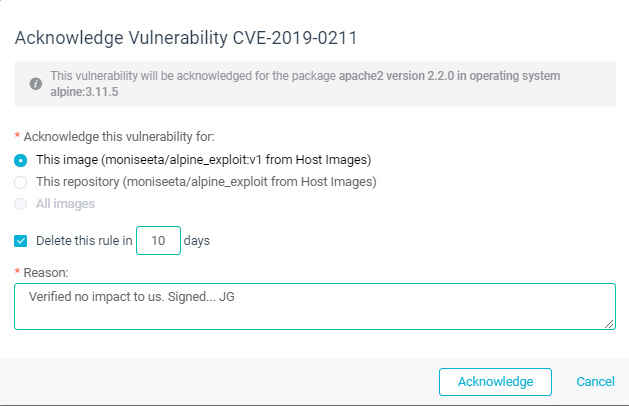 Acknowledge Vulnerability CVE-2019-0211
This vulnerability will be acknowledged for the package apache2 version 2.2.0 in operating system
alpine:3.11.5
* Acknowledge this vulnerability for:
This image (moniseeta/alpine_exploit:v1 from Host Images)
This repository (moniseeta/alpine_exploit from Host Images)
All images
Delete this rule in 10 days
* Reason:
Verified no impact to us. Signed... JG
Acknowledge Cancel